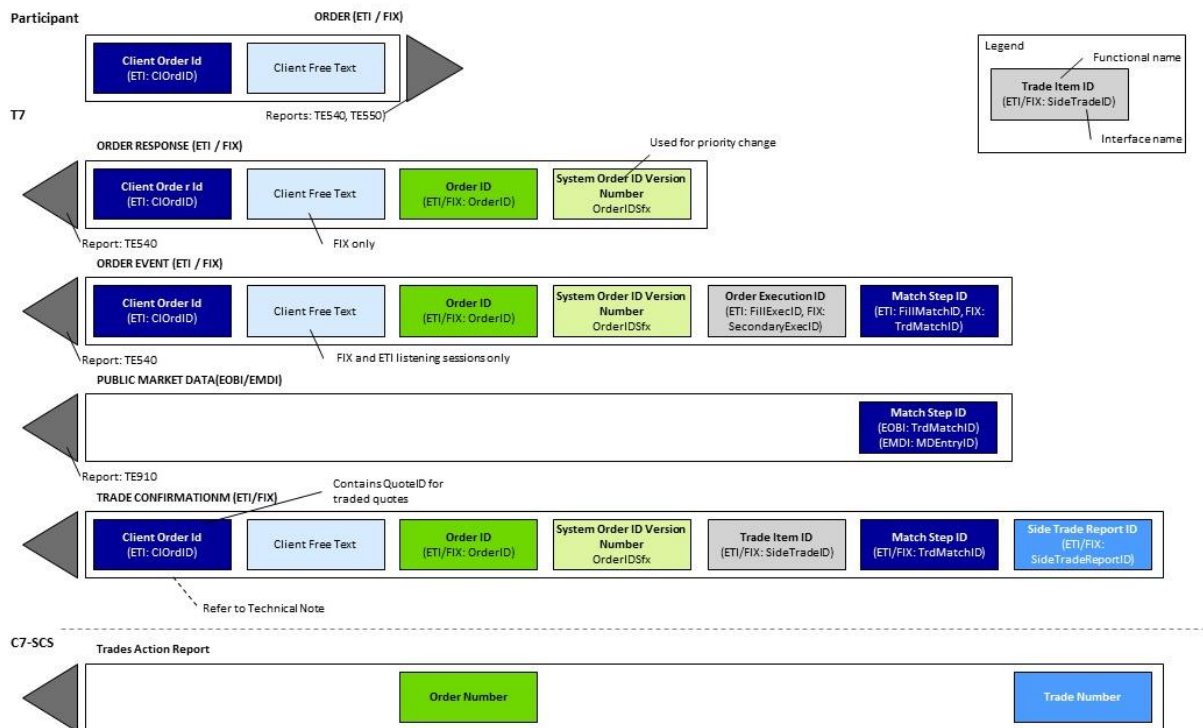 Participant
ORDER (ETI / FIX)
Client Order Id
(ETI: ClOrdID)
Client Free Text
Legend
Functional name
Trade Item ID
(ETI/FIX: SideTradeID)
Interface name
Reports: TE540, TE550)
T7
ORDER RESPONSE (ETI / FIX)
Used for priority change
Client Order Id
(ETI: ClOrdID)
Client Free Text
Order ID
(ETI/FIX: OrderID)
System Order ID Version
Number
OrderIDSfx
Report: TE540
FIX only
ORDER EVENT (ETI / FIX)
Client Order Id
(ETI: ClOrdID)
Client Free Text
Order ID
(ETI/FIX: OrderID)
System Order ID Version
Number
OrderIDSfx
Order Execution ID
(ETI: FillExecID, FIX:
SecondaryExecID)
Match Step ID
(ETI: FillMatchID, FIX:
TrdMatchID)
Report: TE540
FIX and ETI listening sessions only
PUBLIC MARKET DATA(EOBI/EMDI)
Match Step ID
(EOBI: TrdMatchID)
(EMDI: MDEntryID)
Report: TE910
TRADE CONFIRMATIONM (ETI/FIX)
Contains QuoteID for
traded quotes
Client Order Id
(ETI: ClOrdID)
Client Free Text
Order ID
(ETI/FIX: OrderID)
System Order ID Version
Number
OrderIDSfx
Trade Item ID
(ETI/FIX: SideTradeID)
Match Step ID
(ETI/FIX: TrdMatchID)
Side Trade Report ID
(ETI/FIX:
SideTradeReportID)
Refer to Technical Note
C7-SCS
Trades Action Report
Order Number
Trade Number